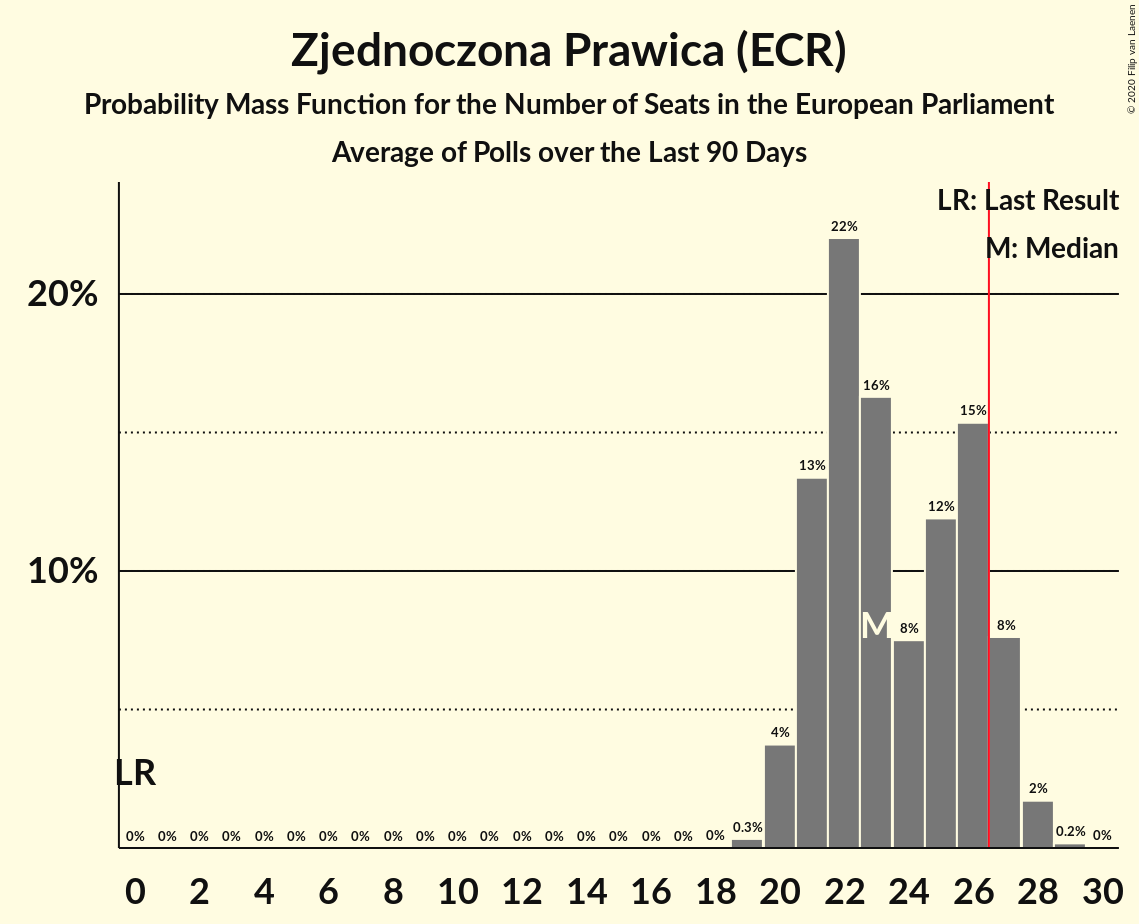 Zjednoczona Prawica (ECR)
Probability Mass Function for the Number of Seats in the European Parliament
Average of Polls over the Last 90 Days
© 2020 Filip van Laenen
LR: Last Result
M: Median
22%
20%
16%
15%
13%
12%
10%
M
8%
8%
4%
LR
2%
0% 0% 0% 0% 0% 0% 0% 0% 0% 0% 0% 0% 0% 0% 0% 0% 0% 0% 0% 0.3% 0.2% 0%
0 2 4 6 8 10 12 14 16 18 20 22 24 26 28 30